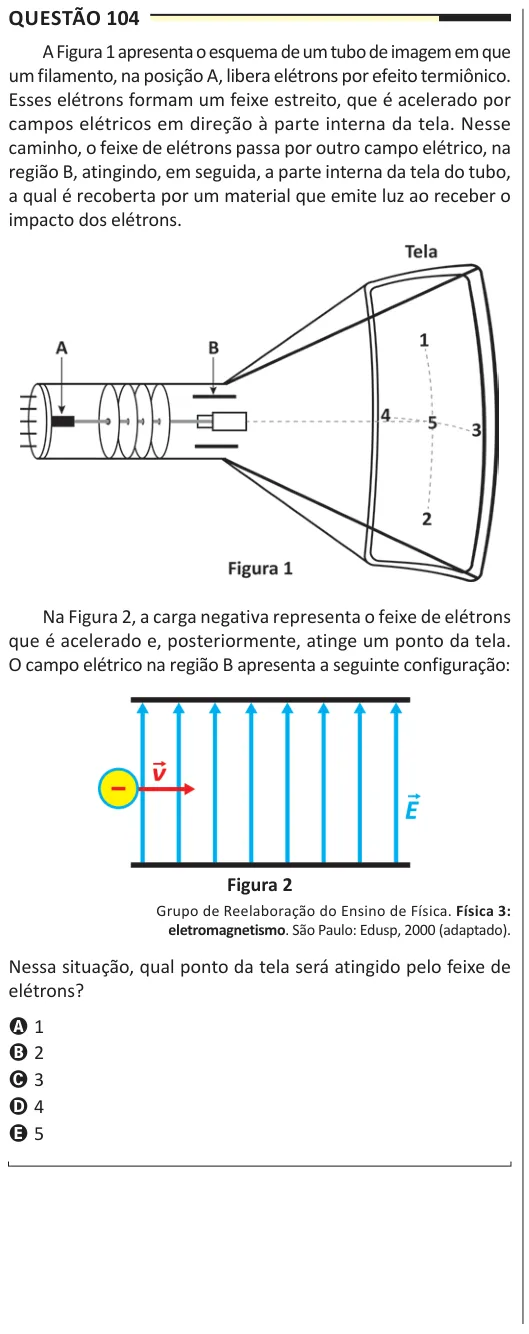 QUESTÃO 104
A Figura 1 apresenta o esquema de um tubo de imagem em que
um filamento, na posição A, libera elétrons por efeito termiônico.
Esses elétrons formam um feixe estreito, que é acelerado por
campos elétricos em direção à parte interna da tela. Nesse
caminho, o feixe de elétrons passa por outro campo elétrico, na
região B, atingindo, em seguida, a parte interna da tela do tubo,
a qual é recoberta por um material que emite luz ao receber o
impacto dos elétrons.
Tela
A
B
1
4
5
3
2
Figura 1
Na Figura 2, a carga negativa representa o feixe de elétrons
que é acelerado e, posteriormente, atinge um ponto da tela.
O campo elétrico na região B apresenta a seguinte configuração:
v
E
Figura 2
Grupo de Reelaboração do Ensino de Física. Física 3:
eletromagnetismo. São Paulo: Edusp, 2000 (adaptado).
Nessa situação, qual ponto da tela será atingido pelo feixe de
elétrons?
A 1
B 2
C 3
D 4
E 5